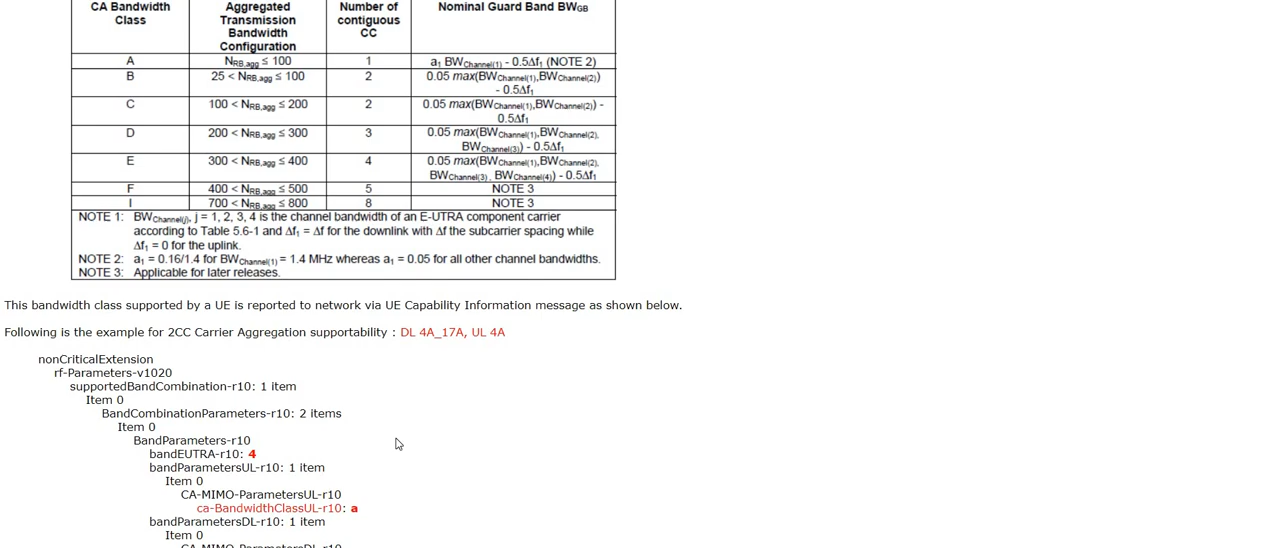 CA Bandwidth Class | Aggregated Transmission Bandwidth Configuration | Number of contiguous CC | Nominal Guard Band BWGB
A | NRB,agg ≤ 100 | 1 | a1 BWChannel(1) - 0.5Δf1 (NOTE 2)
B | 25 < NRB,agg ≤ 100 | 2 | 0.05 max(BWChannel(1),BWChannel(2)) - 0.5Δf1
C | 100 < NRB,agg ≤ 200 | 2 | 0.05 max(BWChannel(1),BWChannel(2)) - 0.5Δf1
D | 200 < NRB,agg ≤ 300 | 3 | 0.05 max(BWChannel(1),BWChannel(2), BWChannel(3)) - 0.5Δf1
E | 300 < NRB,agg ≤ 400 | 4 | 0.05 max(BWChannel(1),BWChannel(2), BWChannel(3), BWChannel(4)) - 0.5Δf1
F | 400 < NRB,agg ≤ 500 | 5 | NOTE 3
I | 700 < NRB,agg ≤ 800 | 8 | NOTE 3
NOTE 1: BWChannel(j), j = 1, 2, 3, 4 is the channel bandwidth of an E-UTRA component carrier
according to Table 5.6-1 and Δf1 = Δf for the downlink with Δf the subcarrier spacing while
Δf1 = 0 for the uplink.
NOTE 2: a1 = 0.16/1.4 for BWChannel(1) = 1.4 MHz whereas a1 = 0.05 for all other channel bandwidths.
NOTE 3: Applicable for later releases.
This bandwidth class supported by a UE is reported to network via UE Capability Information message as shown below.
Following is the example for 2CC Carrier Aggregation supportability : DL 4A_17A, UL 4A
nonCriticalExtension
rf-Parameters-v1020
supportedBandCombination-r10: 1 item
Item 0
BandCombinationParameters-r10: 2 items
Item 0
BandParameters-r10
bandEUTRA-r10: 4
bandParametersUL-r10: 1 item
Item 0
CA-MIMO-ParametersUL-r10
ca-BandwidthClassUL-r10: a
bandParametersDL-r10: 1 item
Item 0
CA-MIMO-ParametersDL-r10